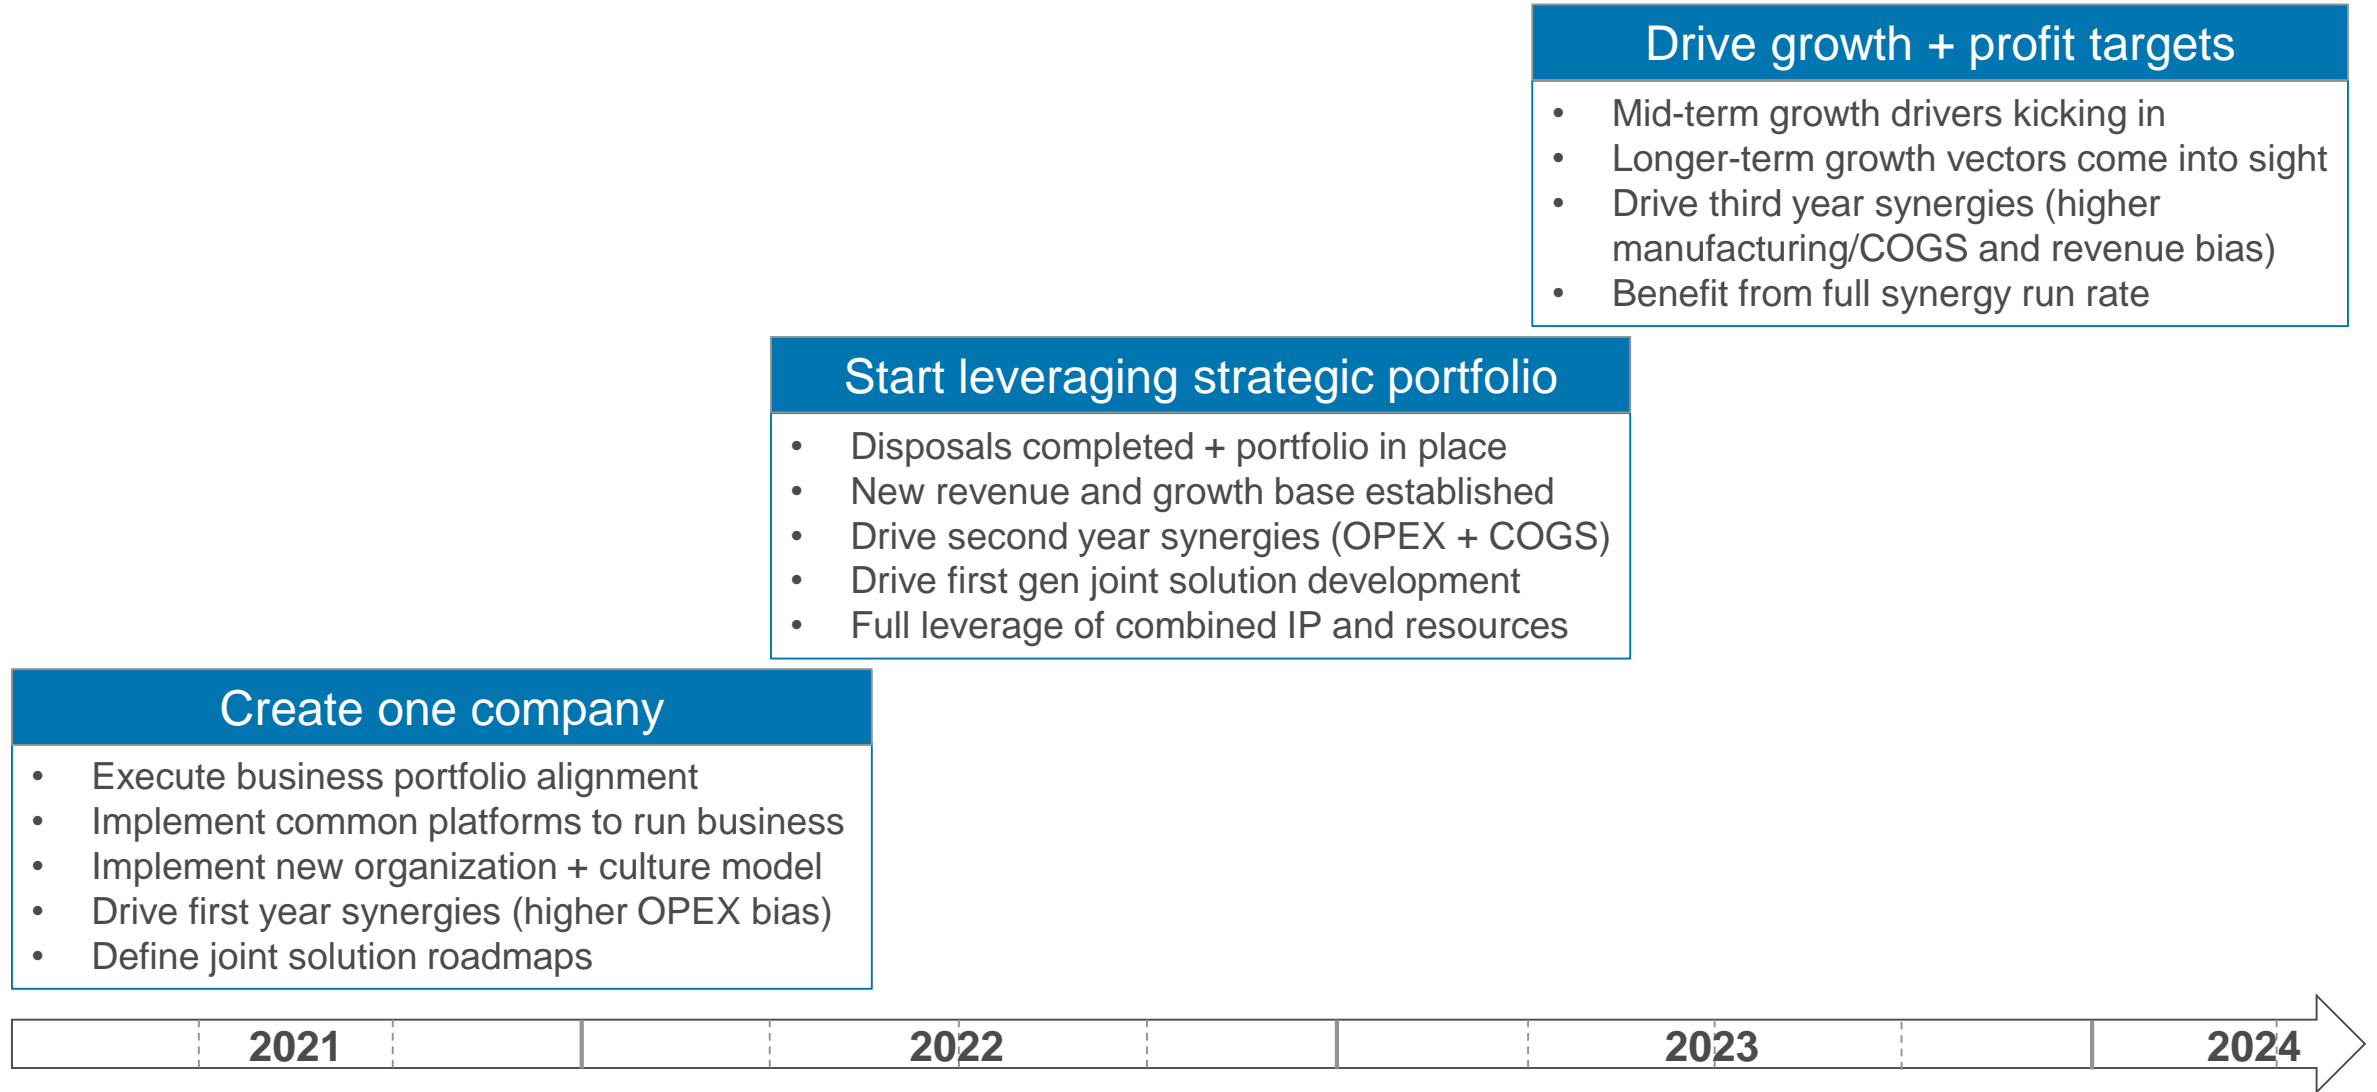 Drive growth + profit targets
• Mid-term growth drivers kicking in
• Longer-term growth vectors come into sight
• Drive third year synergies (higher
manufacturing/COGS and revenue bias)
• Benefit from full synergy run rate
Start leveraging strategic portfolio
• Disposals completed + portfolio in place
• New revenue and growth base established
• Drive second year synergies (OPEX + COGS)
• Drive first gen joint solution development
• Full leverage of combined IP and resources
Create one company
• Execute business portfolio alignment
• Implement common platforms to run business
• Implement new organization + culture model
• Drive first year synergies (higher OPEX bias)
• Define joint solution roadmaps
2021 2022 2023 2024